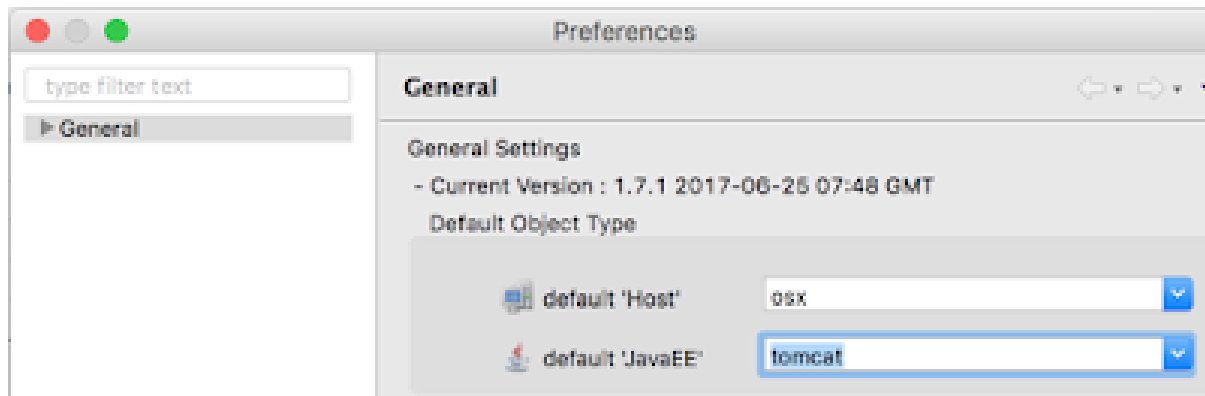 Preferences
type filter text
General
General
General Settings
- Current Version : 1.7.1 2017-06-25 07:48 GMT
Default Object Type
default 'Host'
osx
default 'JavaEE'
tomcat